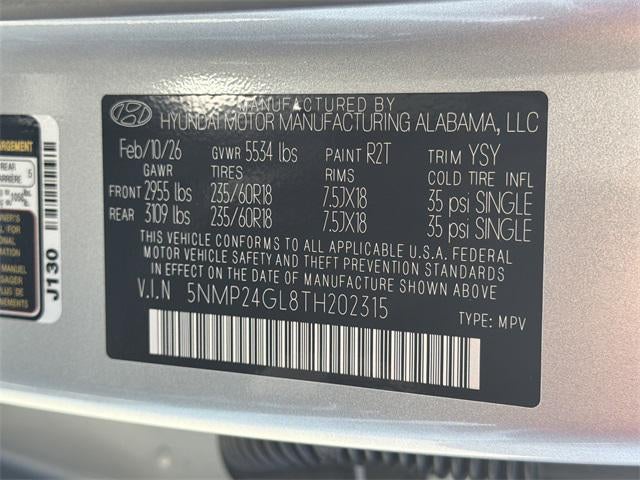 MANUFACTURED BY
HYUNDAI MOTOR MANUFACTURING ALABAMA, LLC
Feb/10/26 GVWR 5534 lbs PAINT R2T TRIM YSY
GAWR TIRES RIMS COLD TIRE INFL
FRONT 2955 lbs 235/60R18 7.5JX18 35 psi SINGLE
REAR 3109 lbs 235/60R18 7.5JX18 35 psi SINGLE
THIS VEHICLE CONFORMS TO ALL APPLICABLE U.S.A. FEDERAL
MOTOR VEHICLE SAFETY AND THEFT PREVENTION STANDARDS
IN EFFECT ON THE DATE OF MANUFACTURE SHOWN ABOVE
V.I.N 5NMP24GL8TH202315
TYPE: MPV
REAR 5
J130